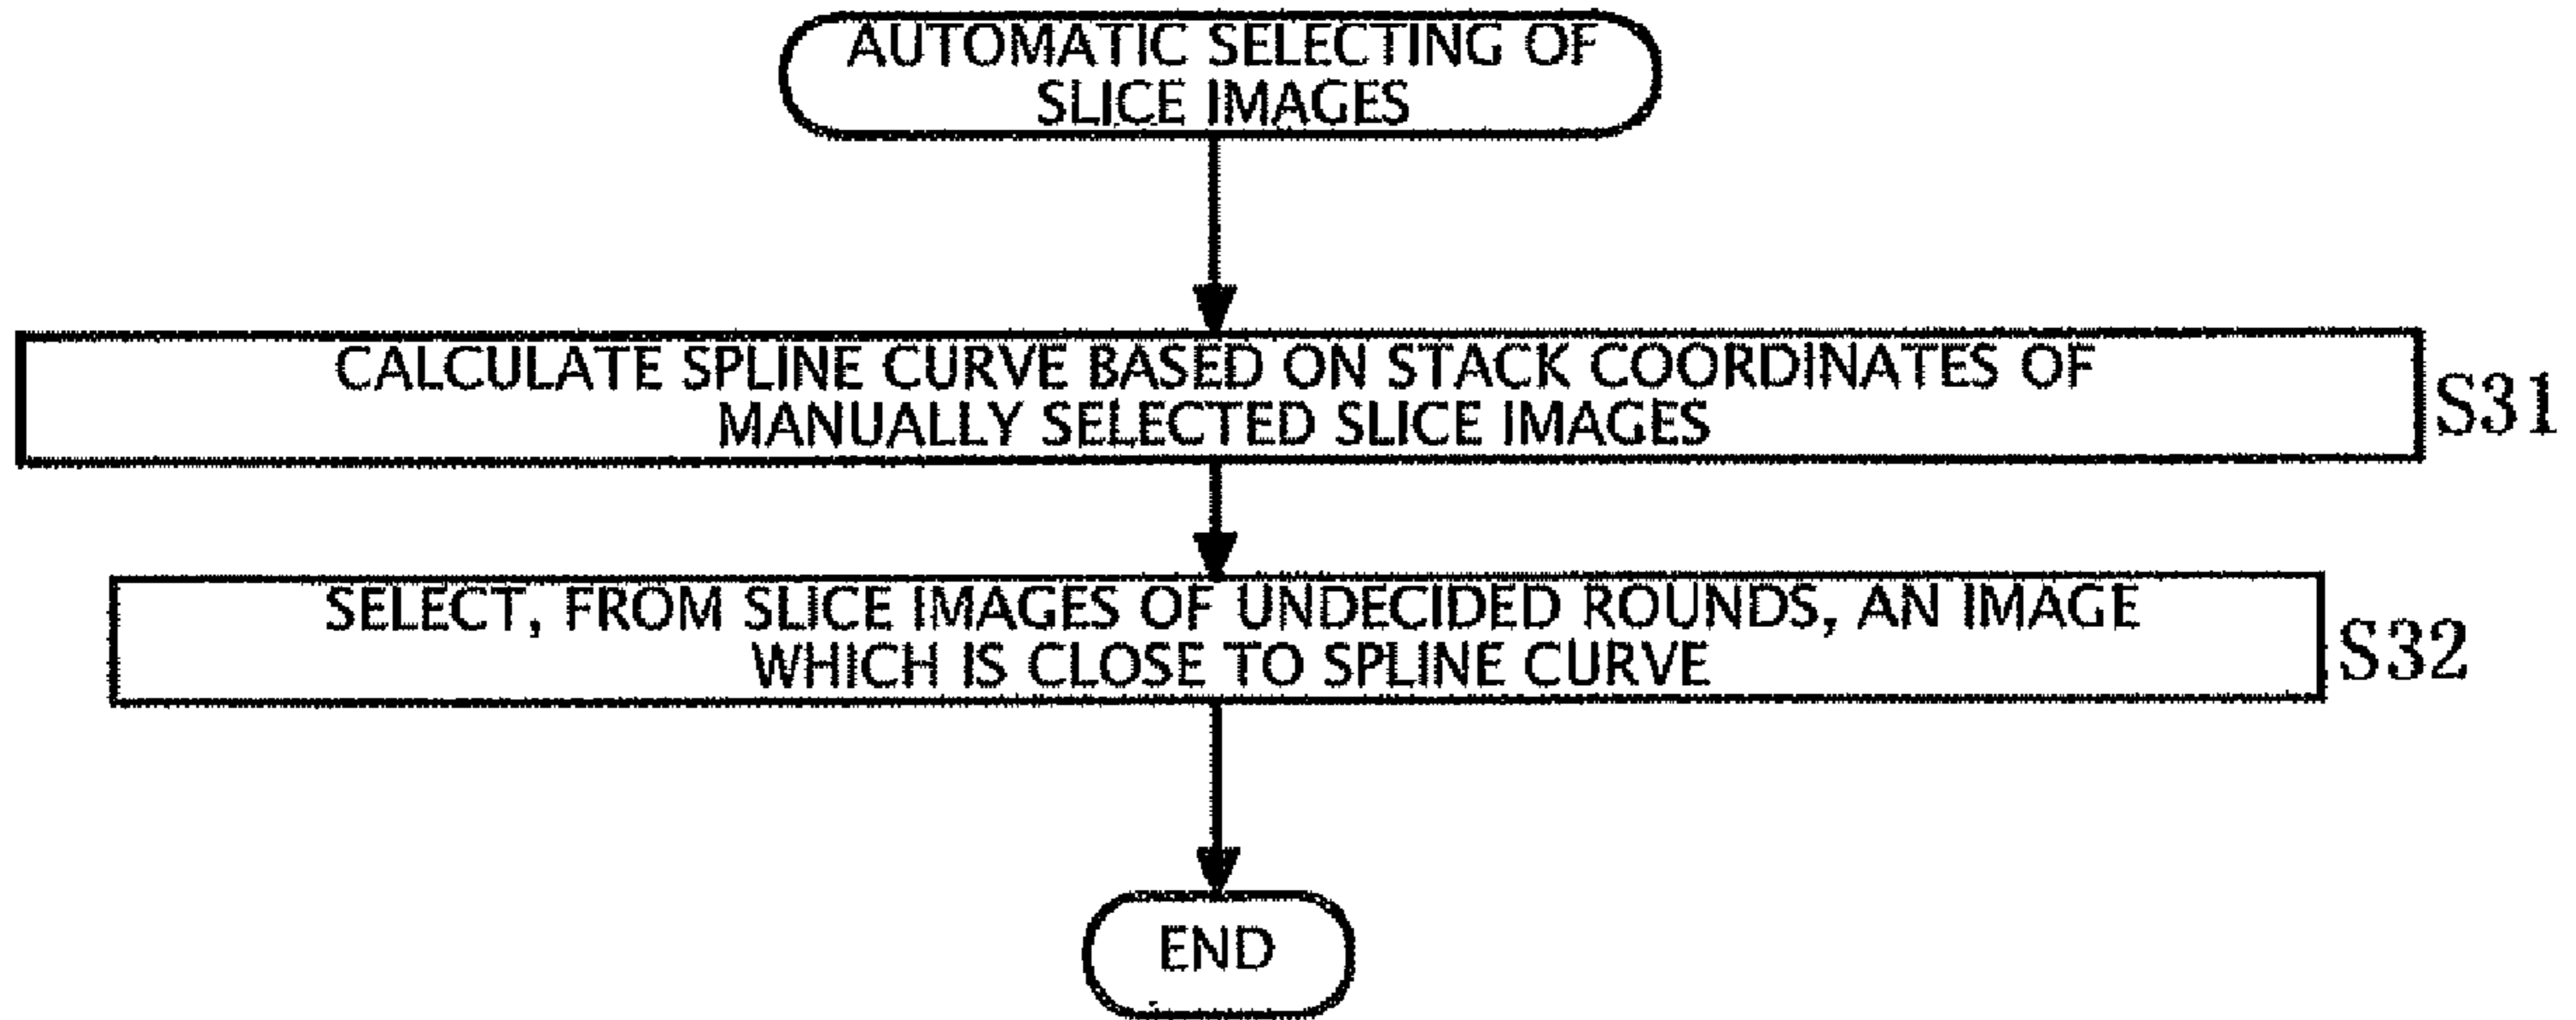 AUTOMATIC SELECTING OF
SLICE IMAGES
CALCULATE SPLINE CURVE BASED ON STACK COORDINATES OF
MANUALLY SELECTED SLICE IMAGES
S31
SELECT, FROM SLICE IMAGES OF UNDECIDED ROUNDS, AN IMAGE
WHICH IS CLOSE TO SPLINE CURVE
S32
END